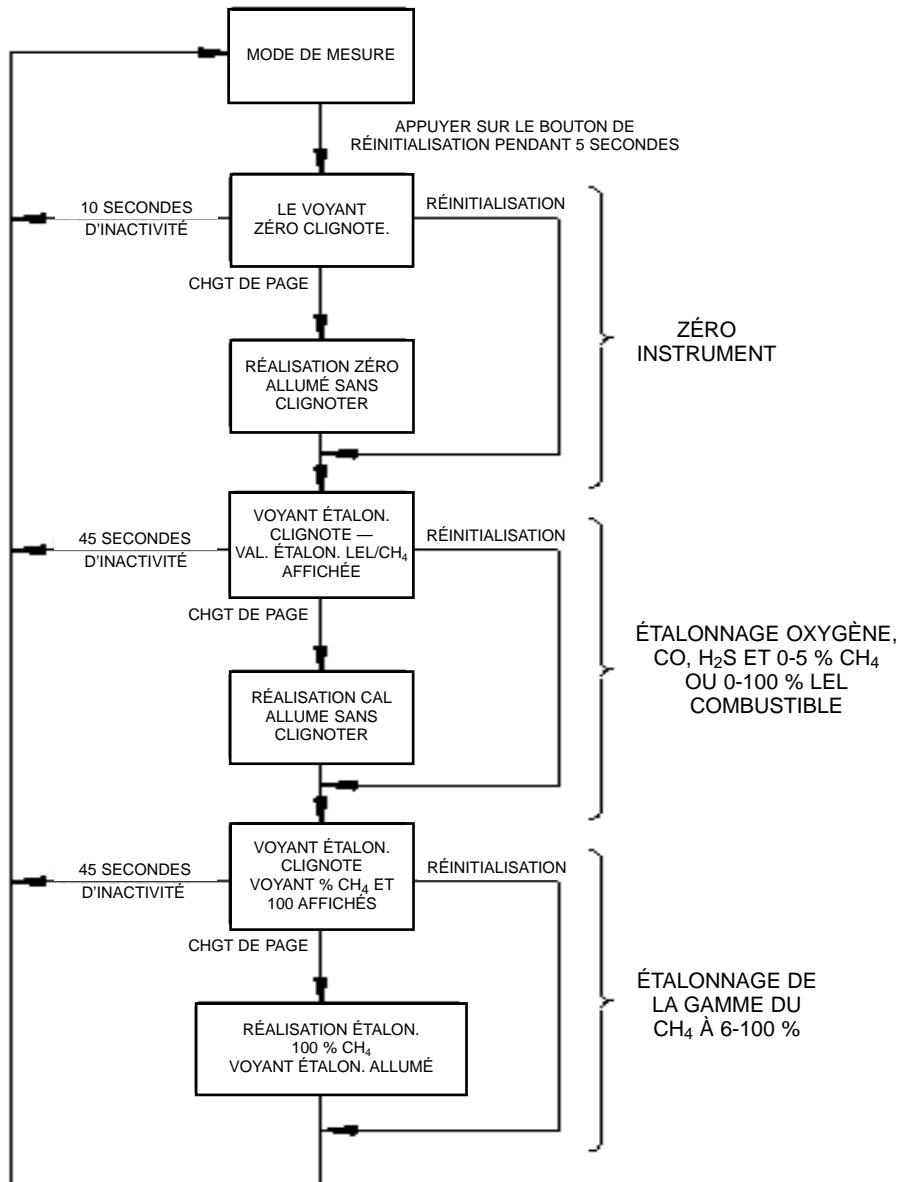 MODE DE MESURE
APPUYER SUR LE BOUTON DE
RÉINITIALISATION PENDANT 5 SECONDES
10 SECONDES
D'INACTIVITÉ
LE VOYANT
ZÉRO CLIGNOTE.
RÉINITIALISATION
CHGT DE PAGE
RÉALISATION ZÉRO
ALLUMÉ SANS
CLIGNOTER
ZÉRO
INSTRUMENT
45 SECONDES
D'INACTIVITÉ
VOYANT ÉTALON.
CLIGNOTE —
VAL. ÉTALON. LEL/CH₄
AFFICHÉE
RÉINITIALISATION
CHGT DE PAGE
RÉALISATION CAL
ALLUME SANS
CLIGNOTER
ÉTALONNAGE OXYGÈNE,
CO, H₂S ET 0-5 % CH₄
OU 0-100 % LEL
COMBUSTIBLE
45 SECONDES
D'INACTIVITÉ
VOYANT ÉTALON.
CLIGNOTE
VOYANT % CH₄ ET
100 AFFICHÉS
RÉINITIALISATION
CHGT DE PAGE
RÉALISATION ÉTALON.
100 % CH₄
VOYANT ÉTALON. ALLUMÉ
ÉTALONNAGE DE
LA GAMME DU
CH₄ À 6-100 %